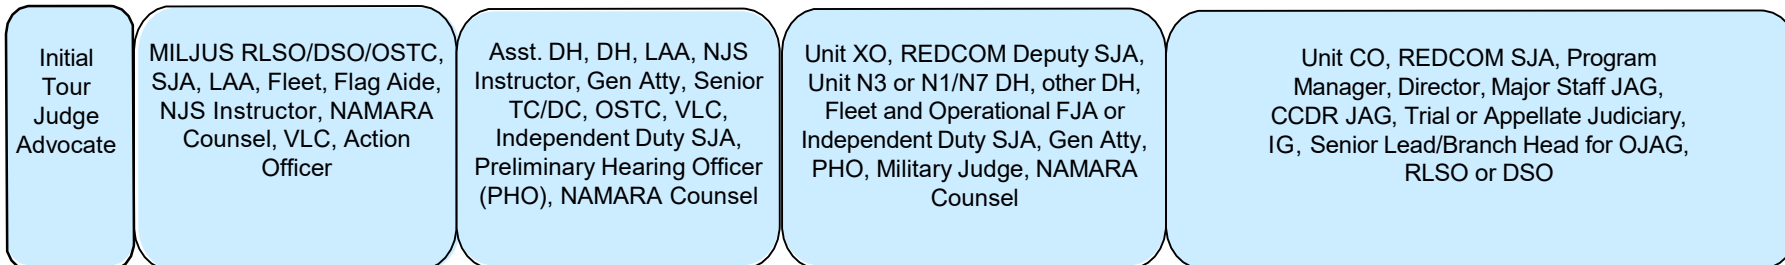 Initial
Tour
Judge
Advocate
MILJUS RLSO/DSO/OSTC,
SJA, LAA, Fleet, Flag Aide,
NJS Instructor, NAMARA
Counsel, VLC, Action
Officer
Asst. DH, DH, LAA, NJS
Instructor, Gen Atty, Senior
TC/DC, OSTC, VLC,
Independent Duty SJA,
Preliminary Hearing Officer
(PHO), NAMARA Counsel
Unit XO, REDCOM Deputy SJA,
Unit N3 or N1/N7 DH, other DH,
Fleet and Operational FJA or
Independent Duty SJA, Gen Atty,
PHO, Military Judge, NAMARA
Counsel
Unit CO, REDCOM SJA, Program
Manager, Director, Major Staff JAG,
CCDR JAG, Trial or Appellate Judiciary,
IG, Senior Lead/Branch Head for OJAG,
RLSO or DSO